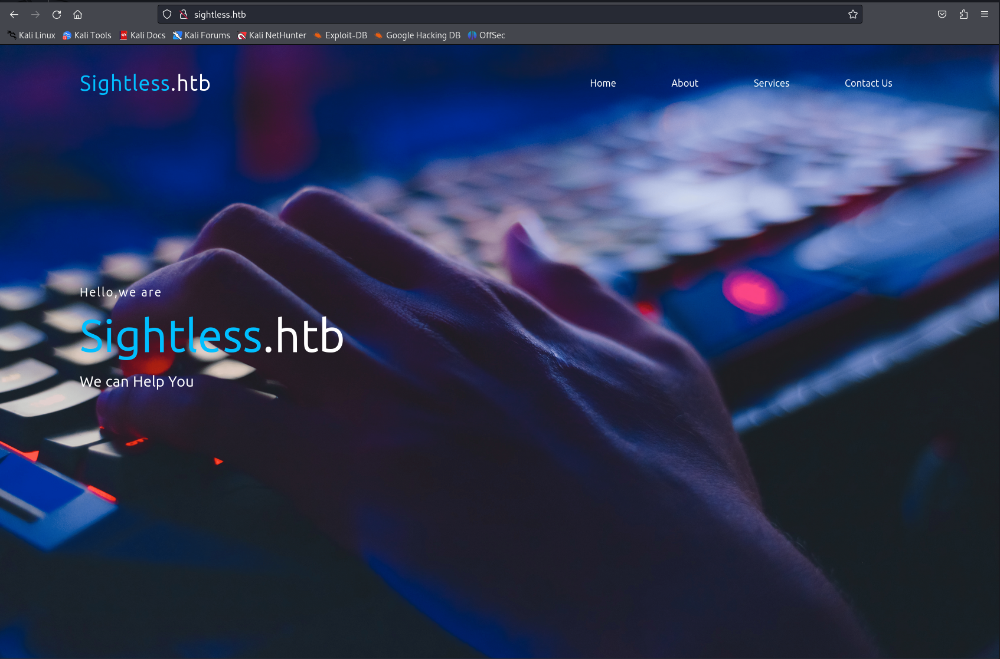 sightless.htb
Kali Linux Kali Tools Kali Docs Kali Forums Kali NetHunter Exploit-DB Google Hacking DB OffSec
Sightless.htb Home About Services Contact Us
Hello,we are
Sightless.htb
We can Help You